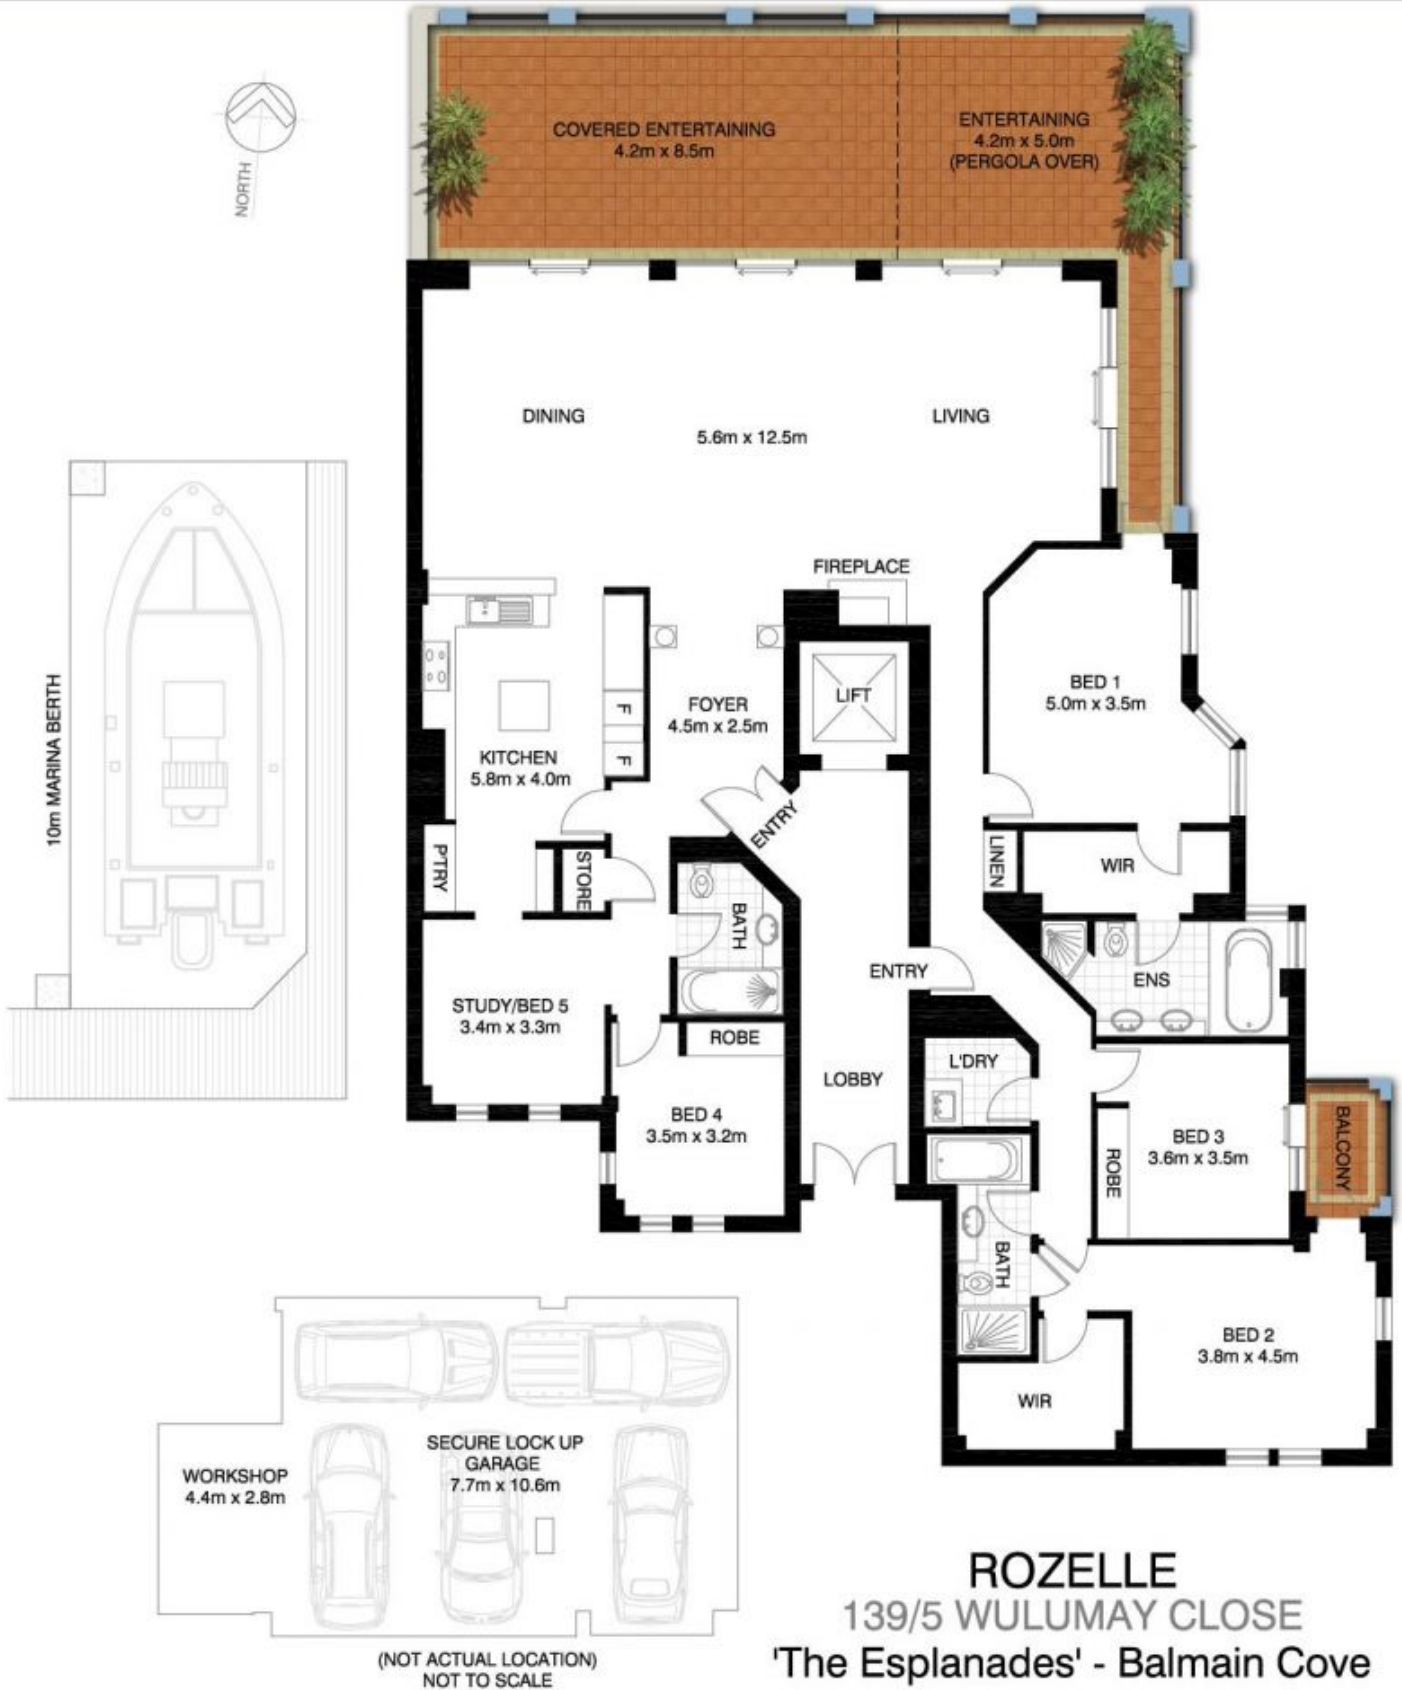 NORTH
COVERED ENTERTAINING
4.2m x 8.5m
ENTERTAINING
4.2m x 5.0m
(PERGOLA OVER)
DINING
5.6m x 12.5m
LIVING
FIREPLACE
10m MARINA BERTH
KITCHEN
5.8m x 4.0m
F
F
FOYER
4.5m x 2.5m
LIFT
BED 1
5.0m x 3.5m
ENTRY
P'TRY
STORE
BATH
LINEN
WIR
ENS
ENTRY
STUDY/BED 5
3.4m x 3.3m
ROBE
BED 4
3.5m x 3.2m
LOBBY
L'DRY
BED 3
3.6m x 3.5m
ROBE
BALCONY
BATH
BED 2
3.8m x 4.5m
WIR
WORKSHOP
4.4m x 2.8m
SECURE LOCK UP
GARAGE
7.7m x 10.6m
(NOT ACTUAL LOCATION)
NOT TO SCALE
ROZELLE
139/5 WULUMAY CLOSE
'The Esplanades' - Balmain Cove